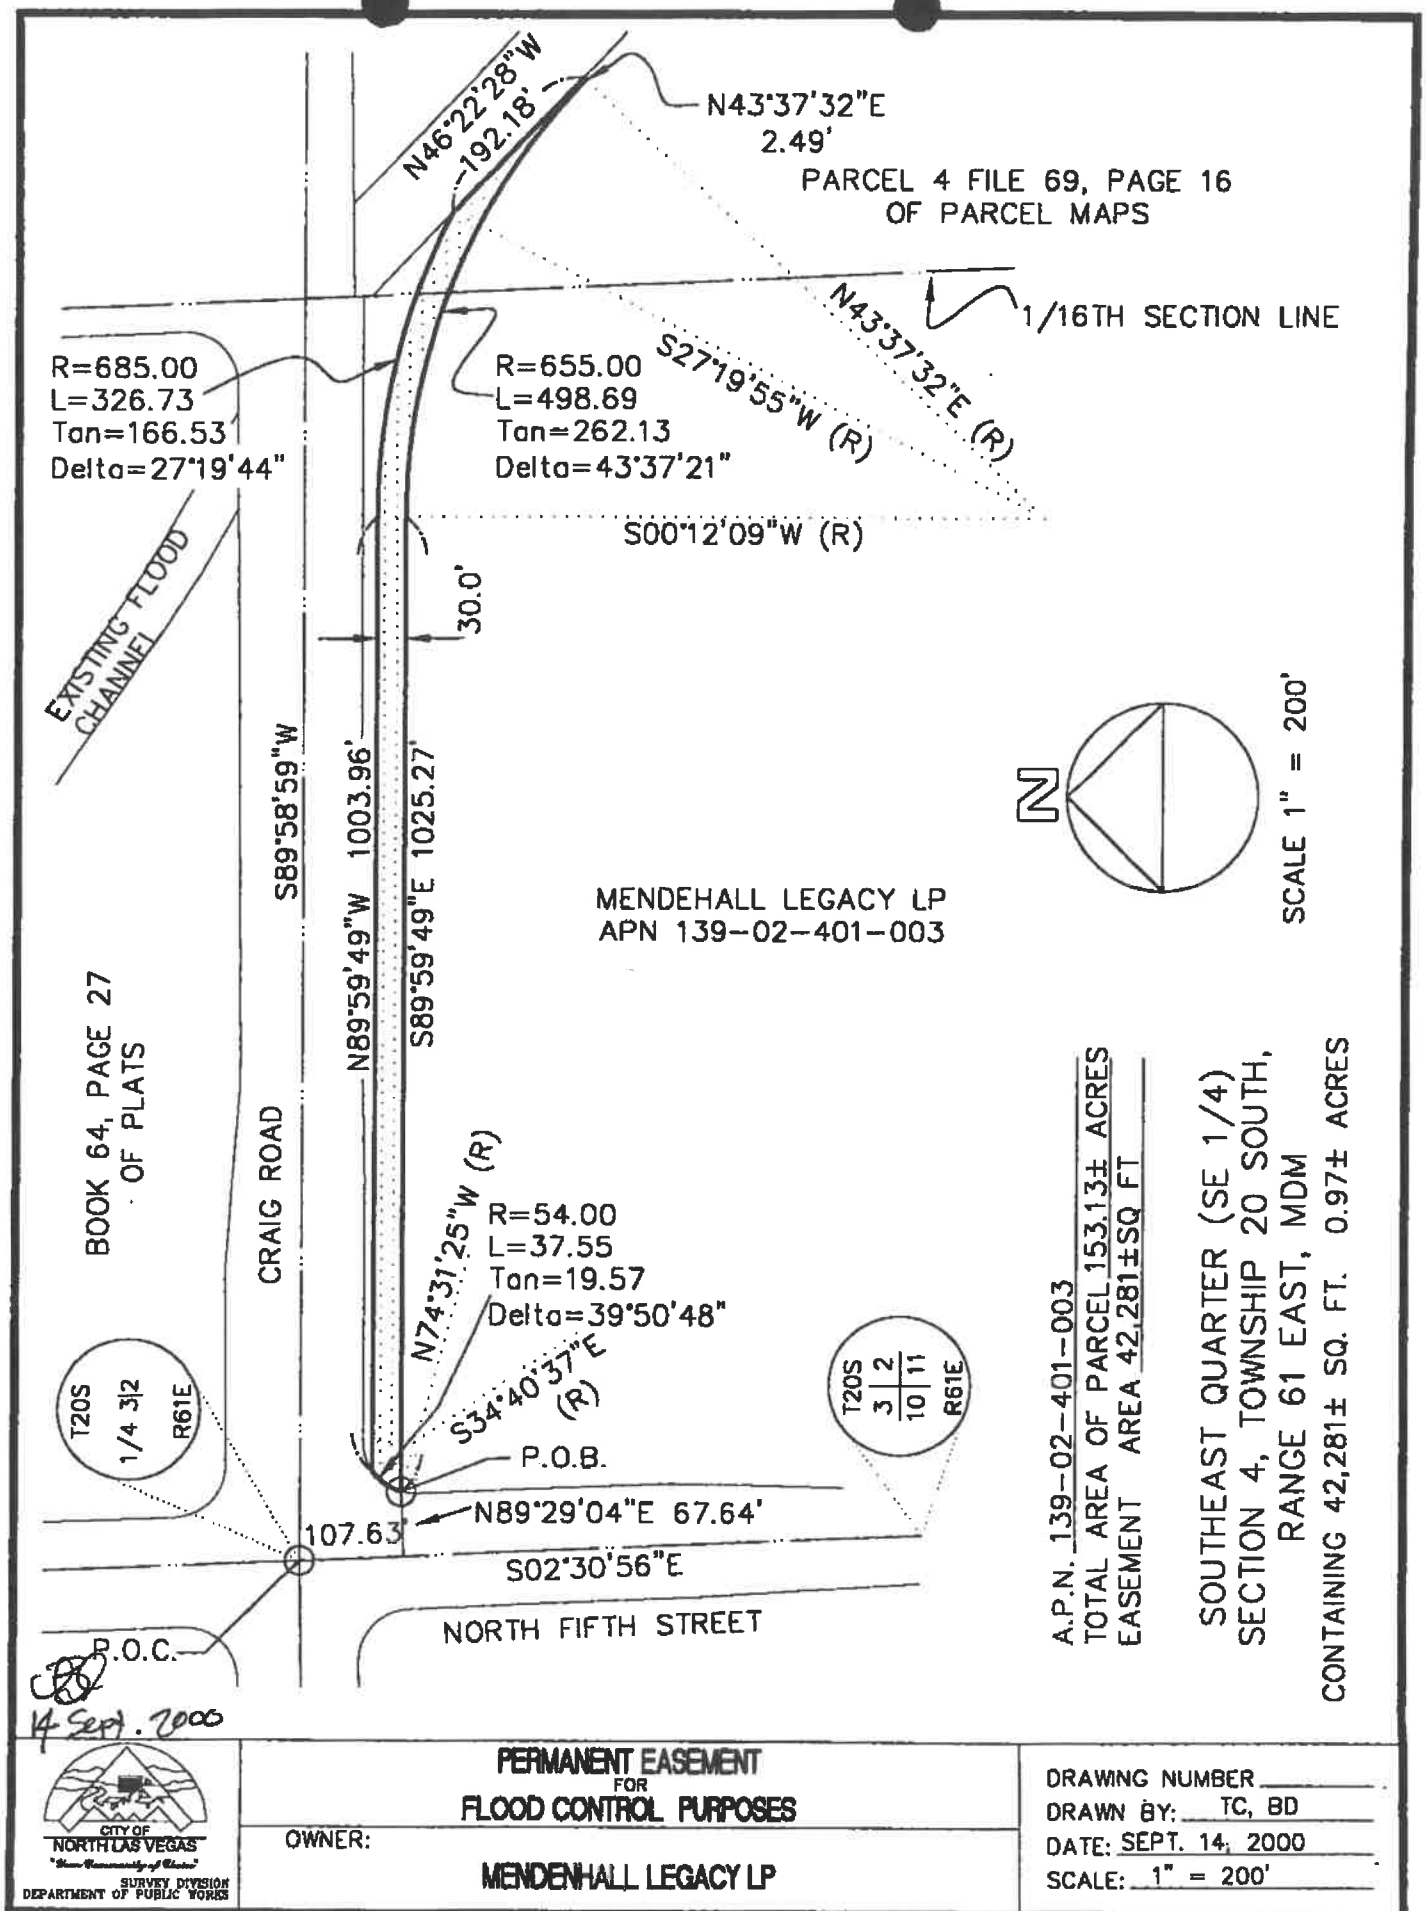 N46°22'28"W
192.18'
N43°37'32"E
2.49'
PARCEL 4 FILE 69, PAGE 16
OF PARCEL MAPS
1/16TH SECTION LINE
N43°37'32"E (R)
S27°19'55"W (R)
R=685.00
L=326.73
Tan=166.53
Delta=27°19'44"
R=655.00
L=498.69
Tan=262.13
Delta=43°37'21"
S00°12'09"W (R)
EXISTING FLOOD
CHANNEL
30.0'
S89°58'59"W
N89°59'49"W 1003.96'
S89°59'49"E 1025.27'
N
SCALE 1" = 200'
MENDEHALL LEGACY LP
APN 139-02-401-003
BOOK 64, PAGE 27
OF PLATS
CRAIG ROAD
N74°31'25"W (R)
R=54.00
L=37.55
Tan=19.57
Delta=39°50'48"
S34°40'37"E
(R)
P.O.B.
T20S
1/4 3|2
R61E
T20S
3 2
10 11
R61E
N89°29'04"E 67.64'
107.63'
S02°30'56"E
NORTH FIFTH STREET
P.O.C.
14 Sept. 2000
A.P.N. 139-02-401-003
TOTAL AREA OF PARCEL 153.13± ACRES
EASEMENT AREA 42,281±SQ FT
SOUTHEAST QUARTER (SE 1/4)
SECTION 4, TOWNSHIP 20 SOUTH,
RANGE 61 EAST, MDM
CONTAINING 42,281± SQ. FT. 0.97± ACRES
CITY OF
NORTH LAS VEGAS
"Your Community of Choice"
SURVEY DIVISION
DEPARTMENT OF PUBLIC WORKS
PERMANENT EASEMENT
FOR
FLOOD CONTROL PURPOSES
OWNER:
MENDENHALL LEGACY LP
DRAWING NUMBER
DRAWN BY: TC, BD
DATE: SEPT. 14, 2000
SCALE: 1" = 200'